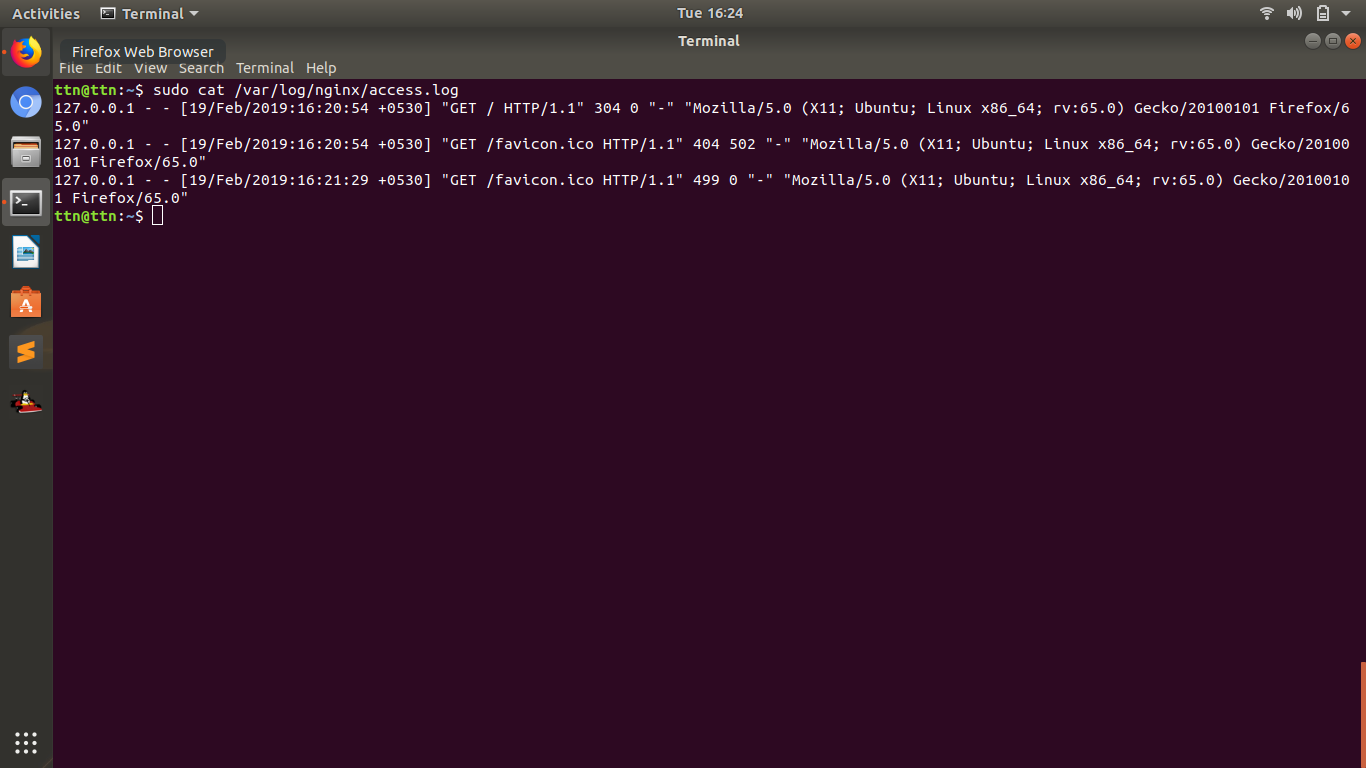 Activities Terminal Tue 16:24
Terminal
Firefox Web Browser
File Edit View Search Terminal Help
ttn@ttn:~$ sudo cat /var/log/nginx/access.log
127.0.0.1 - - [19/Feb/2019:16:20:54 +0530] "GET / HTTP/1.1" 304 0 "-" "Mozilla/5.0 (X11; Ubuntu; Linux x86_64; rv:65.0) Gecko/20100101 Firefox/6
5.0"
127.0.0.1 - - [19/Feb/2019:16:20:54 +0530] "GET /favicon.ico HTTP/1.1" 404 502 "-" "Mozilla/5.0 (X11; Ubuntu; Linux x86_64; rv:65.0) Gecko/20100
101 Firefox/65.0"
127.0.0.1 - - [19/Feb/2019:16:21:29 +0530] "GET /favicon.ico HTTP/1.1" 499 0 "-" "Mozilla/5.0 (X11; Ubuntu; Linux x86_64; rv:65.0) Gecko/2010010
1 Firefox/65.0"
ttn@ttn:~$